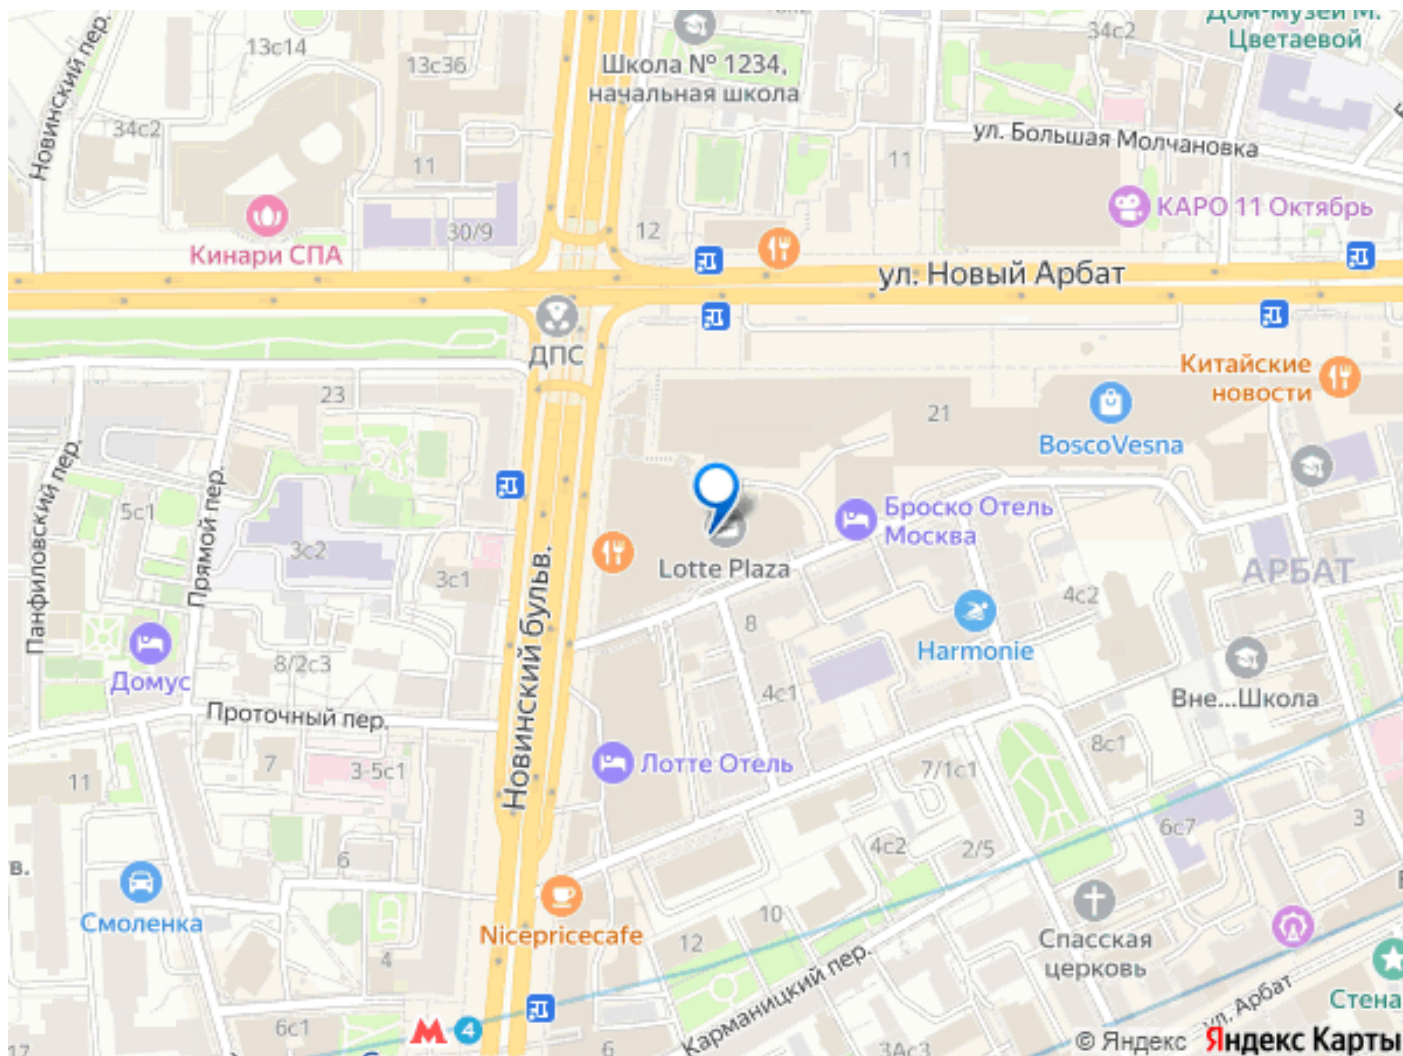 Новинский пер.
13с14
13с36
Школа № 1234,
начальная школа
34с2
Дом-музей М.
Цветаевой
34с2
11
11
ул. Большая Молчановка
Кинари СПА
30/9
12
КАРО 11 Октябрь
ул. Новый Арбат
ДПС
23
21
Китайские
новости
BoscoVesna
Панфиловский пер.
Прямой пер.
5с1
3с2
3с1
Lotte Plaza
Броско Отель
Москва
АРБАТ
4с2
8
Harmonie
Домус
8/2с3
4с1
Вне...Школа
Проточный пер.
Новинский бульв.
Лотте Отель
8с1
7/1с1
11
7
3-5с1
6с7
3
4с2
2/5
в.
6
Смоленка
Nicepricecafe
10
12
Спасская
церковь
4
Карманицкий пер.
ул. Арбат
Стена
6с1
4
17
6
3Ас3
© Яндекс
Яндекс Карты